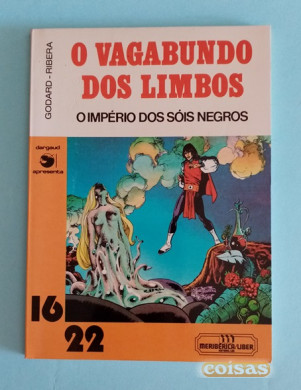 GODARD - RIBERA
O VAGABUNDO
DOS LIMBOS
O IMPÉRIO DOS SÓIS NEGROS
dargaud
apresenta
16
22
MERIBÉRICA/LIBER
coisas